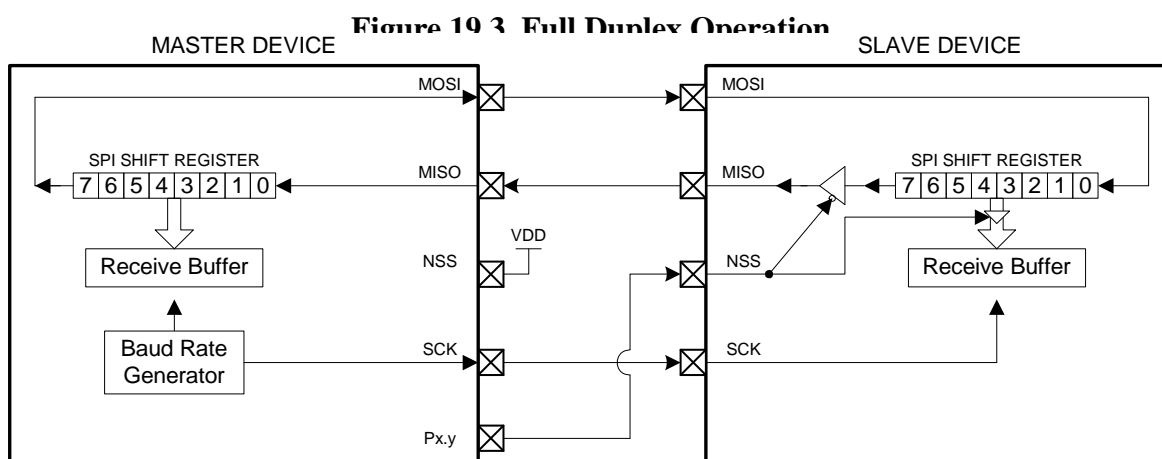 Figure 19.3. Full Duplex Operation
MASTER DEVICE
SLAVE DEVICE
MOSI
MOSI
SPI SHIFT REGISTER
7 6 5 4 3 2 1 0
MISO
MISO
SPI SHIFT REGISTER
7 6 5 4 3 2 1 0
VDD
NSS
NSS
Receive Buffer
Receive Buffer
Baud Rate
Generator
SCK
SCK
Px.y